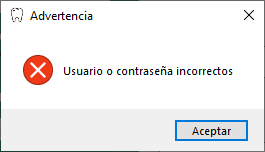 Advertencia
Usuario o contraseña incorrectos
Aceptar